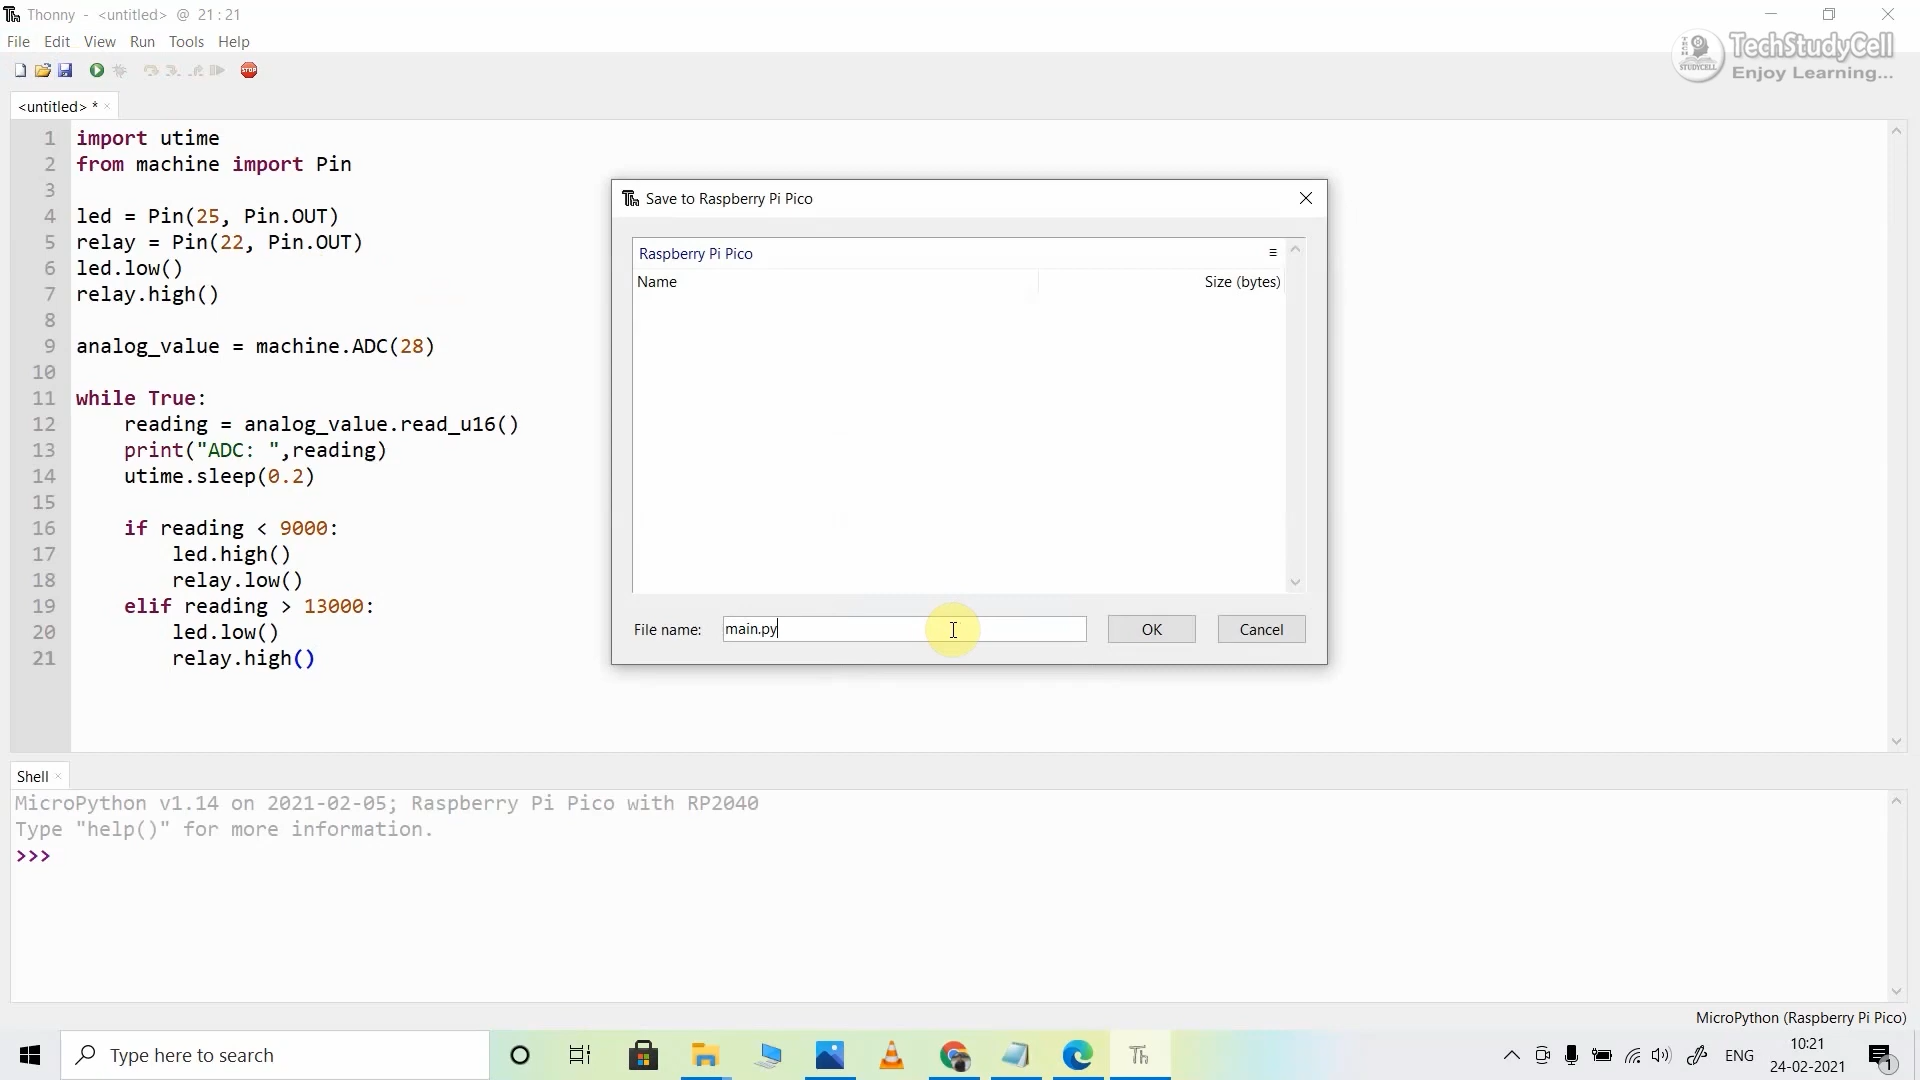 Thonny - <untitled> @ 21:21
File Edit View Run Tools Help
TECH
STUDYCELL
TechStudyCell
Enjoy Learning...
STOP
<untitled> *
1 import utime
2 from machine import Pin
3
4 led = Pin(25, Pin.OUT)
5 relay = Pin(22, Pin.OUT)
6 led.low()
7 relay.high()
8
9 analog_value = machine.ADC(28)
10
11 while True:
12     reading = analog_value.read_u16()
13     print("ADC: ",reading)
14     utime.sleep(0.2)
15
16     if reading < 9000:
17         led.high()
18         relay.low()
19     elif reading > 13000:
20         led.low()
21         relay.high()
Th Save to Raspberry Pi Pico
Raspberry Pi Pico
Name Size (bytes)
File name: main.py OK Cancel
Shell
MicroPython v1.14 on 2021-02-05; Raspberry Pi Pico with RP2040
Type "help()" for more information.
>>>
MicroPython (Raspberry Pi Pico)
Type here to search
Th
ENG
10:21
24-02-2021
1